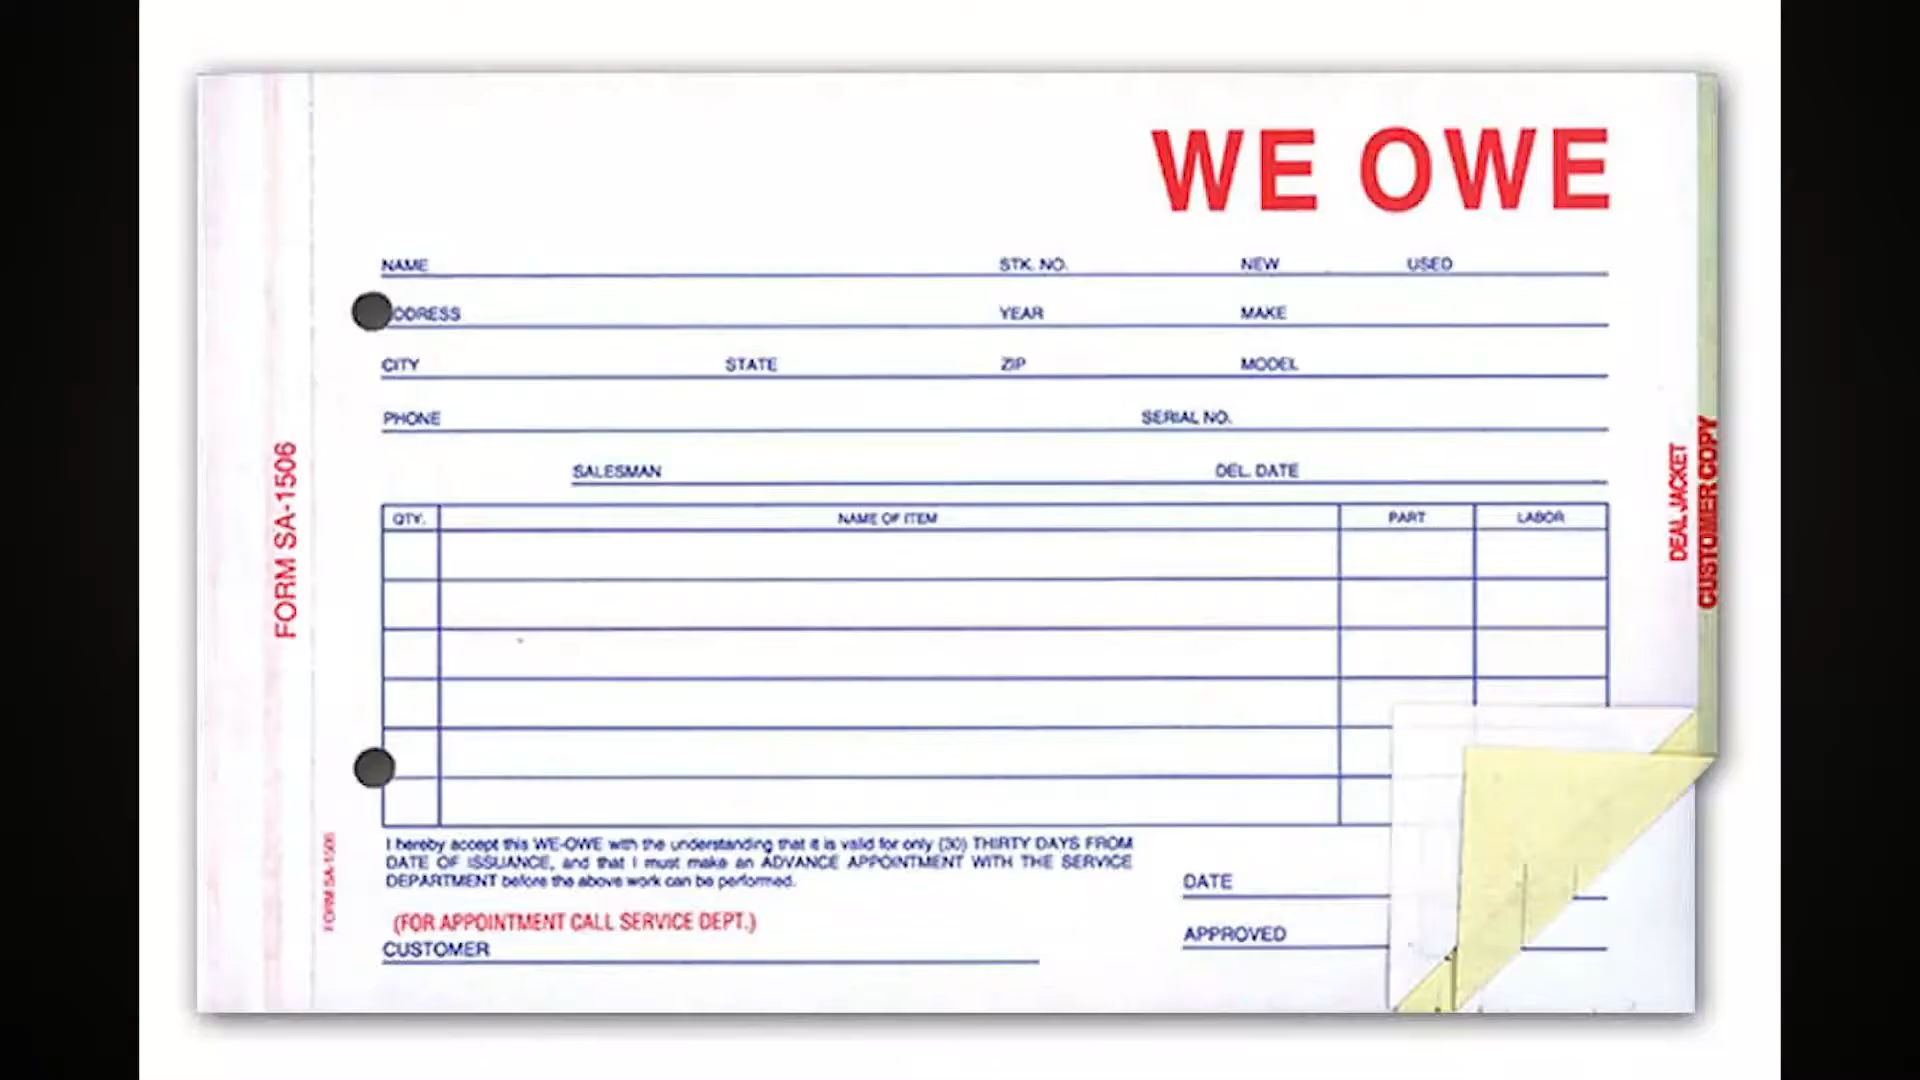 WE OWE
NAME STK. NO. NEW USED
DDRESS YEAR MAKE
CITY STATE ZIP MODEL
PHONE SERIAL NO.
SALESMAN DEL. DATE
QTY. NAME OF ITEM PART LABOR
I hereby accept this WE-OWE with the understanding that it is valid for only (30) THIRTY DAYS FROM
DATE OF ISSUANCE, and that I must make an ADVANCE APPOINTMENT WITH THE SERVICE
DEPARTMENT before the above work can be performed.
(FOR APPOINTMENT CALL SERVICE DEPT.)
CUSTOMER
DATE
APPROVED
FORM SA-1506
FORM SA-1506
DEAL JACKET
CUSTOMER COPY